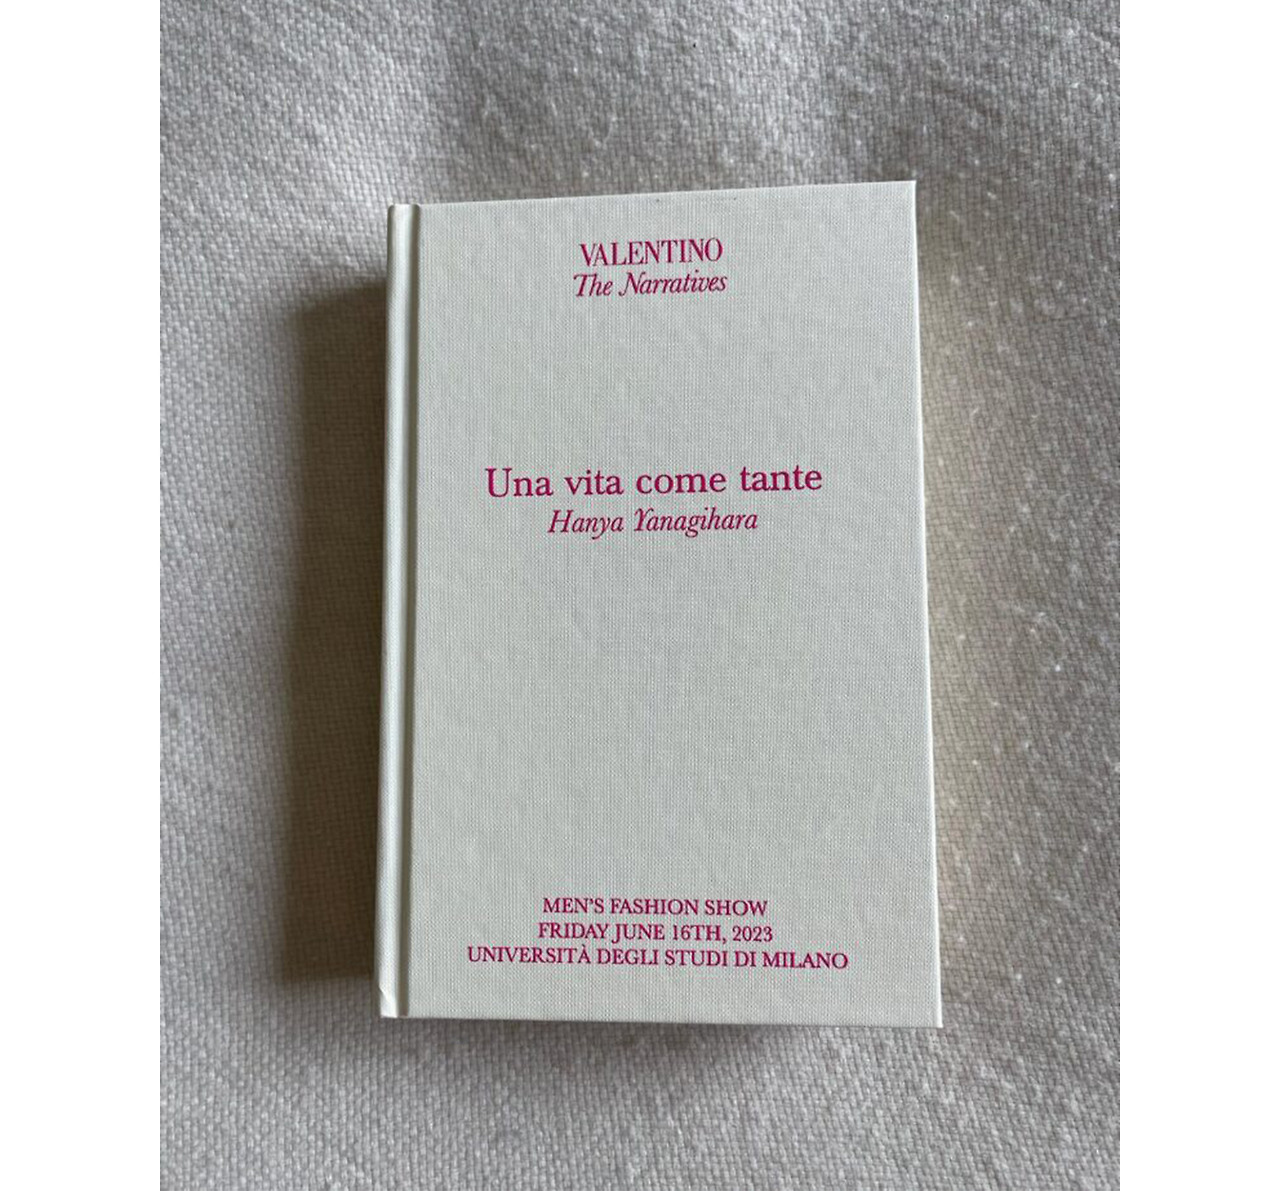 VALENTINO
The Narratives
Una vita come tante
Hanya Yanagihara
MEN'S FASHION SHOW
FRIDAY JUNE 16TH, 2023
UNIVERSITÀ DEGLI STUDI DI MILANO